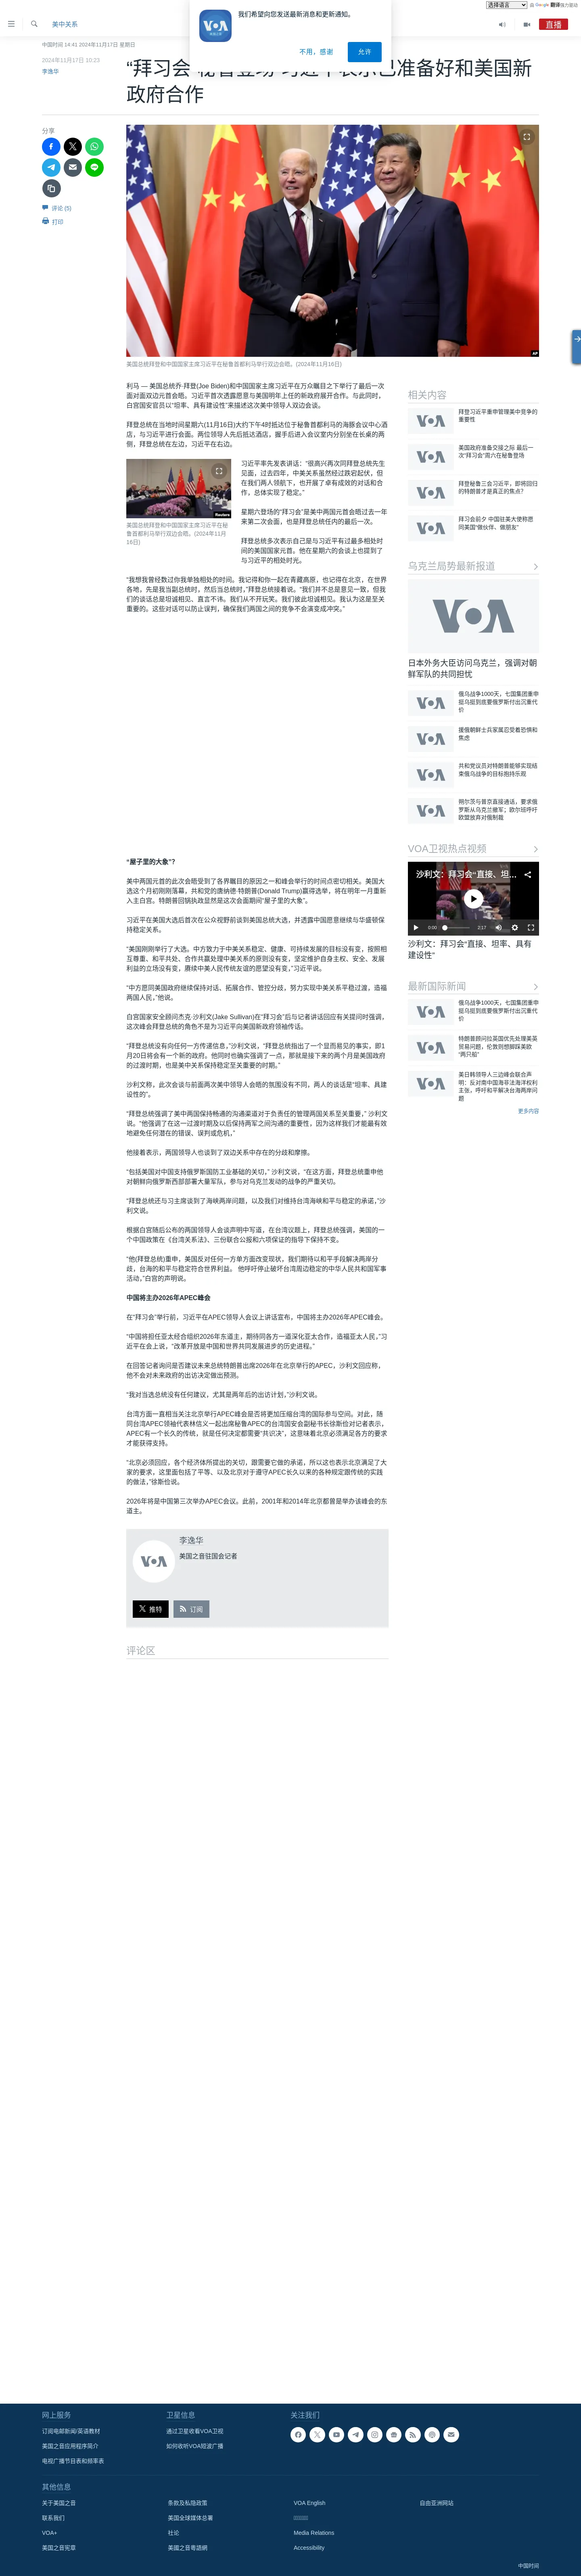 选择语言
由 Google 翻译强力驱动
美中关系
直播
我们希望向您发送最新消息和更新通知。
不用，感谢
允许
中国时间 14:41 2024年11月17日 星期日
2024年11月17日 10:23
李逸华
政府合作
分享
评论 (5)
打印
AP
美国总统拜登和中国国家主席习近平在秘鲁首都利马举行双边会晤。(2024年11月16日)
利马 — 美国总统乔·拜登(Joe Biden)和中国国家主席习近平在万众瞩目之下举行了最后一次
面对面双边元首会晤。习近平首次透露愿意与美国明年上任的新政府展开合作。与此同时，
白宫国安官员以“坦率、具有建设性”来描述这次美中领导人双边会谈。
拜登总统在当地时间星期六(11月16日)大约下午4时抵达位于秘鲁首都利马的海豚会议中心酒
店，与习近平进行会面。两位领导人先后抵达酒店，握手后进入会议室内分别坐在长桌的两
侧，拜登总统在左边，习近平在右边。
Reuters
美国总统拜登和中国国家主席习近平在秘
鲁首都利马举行双边会晤。(2024年11月
16日)
习近平率先发表讲话：“很高兴再次同拜登总统先生
见面，过去四年，中美关系虽然经过跌宕起伏，但
在我们两人领航下，也开展了卓有成效的对话和合
作。总体实现了稳定。”
星期六登场的“拜习会”是美中两国元首会晤过去一年
来第二次会面，也是拜登总统任内的最后一次。
拜登总统多次表示自己是与习近平有过最多相处时
间的美国国家元首。他在星期六的会谈上也提到了
与习近平的相处时光。
“我想我曾经数过你我单独相处的时间。我记得和你一起在青藏高原，也记得在北京，在世界
各地，先是我当副总统时，然后当总统时，”拜登总统接着说。“我们并不总是意见一致，但我
们的谈话总是坦诚相见、直言不讳。我们从不开玩笑。我们彼此坦诚相见。我认为这是至关
重要的。这些对话可以防止误判，确保我们两国之间的竞争不会演变成冲突。”
“屋子里的大象”？
美中两国元首的此次会晤受到了各界瞩目的原因之一和峰会举行的时间点密切相关。美国大
选这个月初刚刚落幕，共和党的唐纳德·特朗普(Donald Trump)赢得选举，将在明年一月重新
入主白宫。特朗普回锅执政显然是这次会面期间“屋子里的大象”。
习近平在美国大选后首次在公众视野前谈到美国总统大选，并透露中国愿意继续与华盛顿保
持稳定关系。
“美国刚刚举行了大选。中方致力于中美关系稳定、健康、可持续发展的目标没有变，按照相
互尊重、和平共处、合作共赢处理中美关系的原则没有变，坚定维护自身主权、安全、发展
利益的立场没有变，赓续中美人民传统友谊的愿望没有变，”习近平说。
“中方愿同美国政府继续保持对话、拓展合作、管控分歧，努力实现中美关系平稳过渡，造福
两国人民，”他说。
白宫国家安全顾问杰克·沙利文(Jake Sullivan)在“拜习会”后与记者讲话回应有关提问时强调，
这次峰会拜登总统的角色不是为习近平向美国新政府领袖传话。
“拜登总统没有向任何一方传递信息，”沙利文说，“拜登总统指出了一个显而易见的事实，即1
月20日将会有一个新的政府。他同时也确实强调了一点，那就是接下来的两个月是美国政府
的过渡时期，也是美中关系保持稳定至关重要的时期。”
沙利文称，此次会谈与前面两次美中领导人会晤的氛围没有不同，两人的谈话是“坦率、具建
设性的”。
“拜登总统强调了美中两国保持畅通的沟通渠道对于负责任的管理两国关系至关重要，” 沙利文
说。“他强调了在这一过渡时期及以后保持两军之间沟通的重要性，因为这样我们才能最有效
地避免任何潜在的错误、误判或危机，”
他接着表示，两国领导人也谈到了双边关系中存在的分歧和摩擦。
“包括美国对中国支持俄罗斯国防工业基础的关切，” 沙利文说，“在这方面，拜登总统重申他
对朝鲜向俄罗斯西部部署大量军队，参与对乌克兰发动的战争的严重关切。
“拜登总统还与习主席谈到了海峡两岸问题，以及我们对维持台湾海峡和平与稳定的承诺，”沙
利文说。
根据白宫随后公布的两国领导人会谈声明中写道，在台湾议题上，拜登总统强调，美国的一
个中国政策在《台湾关系法》、三份联合公报和六项保证的指导下保持不变。
“他(拜登总统)重申，美国反对任何一方单方面改变现状，我们期待以和平手段解决两岸分
歧，台海的和平与稳定符合世界利益。 他呼吁停止破坏台湾周边稳定的中华人民共和国军事
活动，”白宫的声明说。
中国将主办2026年APEC峰会
在“拜习会”举行前，习近平在APEC领导人会议上讲话宣布，中国将主办2026年APEC峰会。
“中国将担任亚太经合组织2026年东道主，期待同各方一道深化亚太合作，造福亚太人民，”习
近平在会上说，“改革开放是中国和世界共同发展进步的历史进程。”
在回答记者询问是否建议未来总统特朗普出席2026年在北京举行的APEC，沙利文回应称，
他不会对未来政府的出访决定做出预测。
“我对当选总统没有任何建议，尤其是两年后的出访计划，”沙利文说。
台湾方面一直相当关注北京举行APEC峰会是否将更加压缩台湾的国际参与空间。对此，随
同台湾APEC领袖代表林信义一起出席秘鲁APEC的台湾国安会副秘书长徐斯俭对记者表示，
APEC有一个长久的传统，就是任何决定都需要“共识决”，这意味着北京必须满足各方的要求
才能获得支持。
“北京必须回应，各个经济体所提出的关切，跟需要它做的承诺，所以这也表示北京满足了大
家的要求，这里面包括了平等、以及北京对于遵守APEC长久以来的各种规定跟传统的实践
的做法，”徐斯俭说。
2026年将是中国第三次举办APEC会议。此前，2001年和2014年北京都曾是举办该峰会的东
道主。
李逸华
美国之音驻国会记者
推特
订阅
评论区
相关内容
拜登习近平重申管理美中竞争的
重要性
美国政府准备交接之际 最后一
次“拜习会”周六在秘鲁登场
拜登秘鲁三会习近平，即将回归
的特朗普才是真正的焦点？
拜习会前夕 中国驻美大使称愿
同美国“做伙伴、做朋友”
乌克兰局势最新报道
日本外务大臣访问乌克兰，强调对朝
鲜军队的共同担忧
俄乌战争1000天，七国集团重申
挺乌挺到底要俄罗斯付出沉重代
价
援俄朝鲜士兵家属忍受着恐惧和
焦虑
共和党议员对特朗普能够实现结
束俄乌战争的目标抱持乐观
朔尔茨与普京直接通话，要求俄
罗斯从乌克兰撤军；欧尔班呼吁
欧盟放弃对俄制裁
VOA卫视热点视频
沙利文：拜习会“直接、坦...
0:00
2:17
沙利文：拜习会“直接、坦率、具有
建设性”
最新国际新闻
俄乌战争1000天，七国集团重申
挺乌挺到底要俄罗斯付出沉重代
价
特朗普顾问拉英国优先处理美英
贸易问题，伦敦则想脚踩美欧
“两只船”
美日韩领导人三边峰会联合声
明：反对南中国海非法海洋权利
主张，呼吁和平解决台海两岸问
题
更多内容
网上服务
订阅电邮新闻/英语教材
美国之音应用程序简介
电视广播节目表和频率表
卫星信息
通过卫星收看VOA卫视
如何收听VOA短波广播
关注我们
其他信息
关于美国之音
联系我们
VOA+
美国之音宪章
条款及私隐政策
美国全球媒体总署
社论
美國之音粵語網
VOA English
Media Relations
Accessibility
自由亚洲网站
中国时间